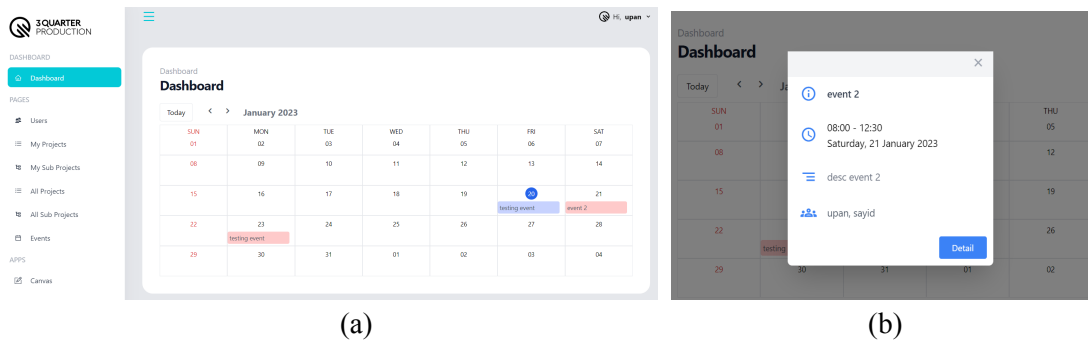 3 QUARTER
PRODUCTION
Hi, upan
DASHBOARD
Dashboard
PAGES
Users
My Projects
My Sub Projects
All Projects
All Sub Projects
Events
APPS
Canvas
Dashboard
Dashboard
Today < > January 2023
SUN MON TUE WED THU FRI SAT
01 02 03 04 05 06 07
08 09 10 11 12 13 14
15 16 17 18 19 20 21
testing event event 2
22 23 24 25 26 27 28
testing event
29 30 31 01 02 03 04
(a)
Dashboard
Dashboard
Today < > Ja
SUN THU
01 05
08 12
15 19
22 26
testing
29 30 31 01 02
event 2
08:00 - 12:30
Saturday, 21 January 2023
desc event 2
upan, sayid
Detail
(b)